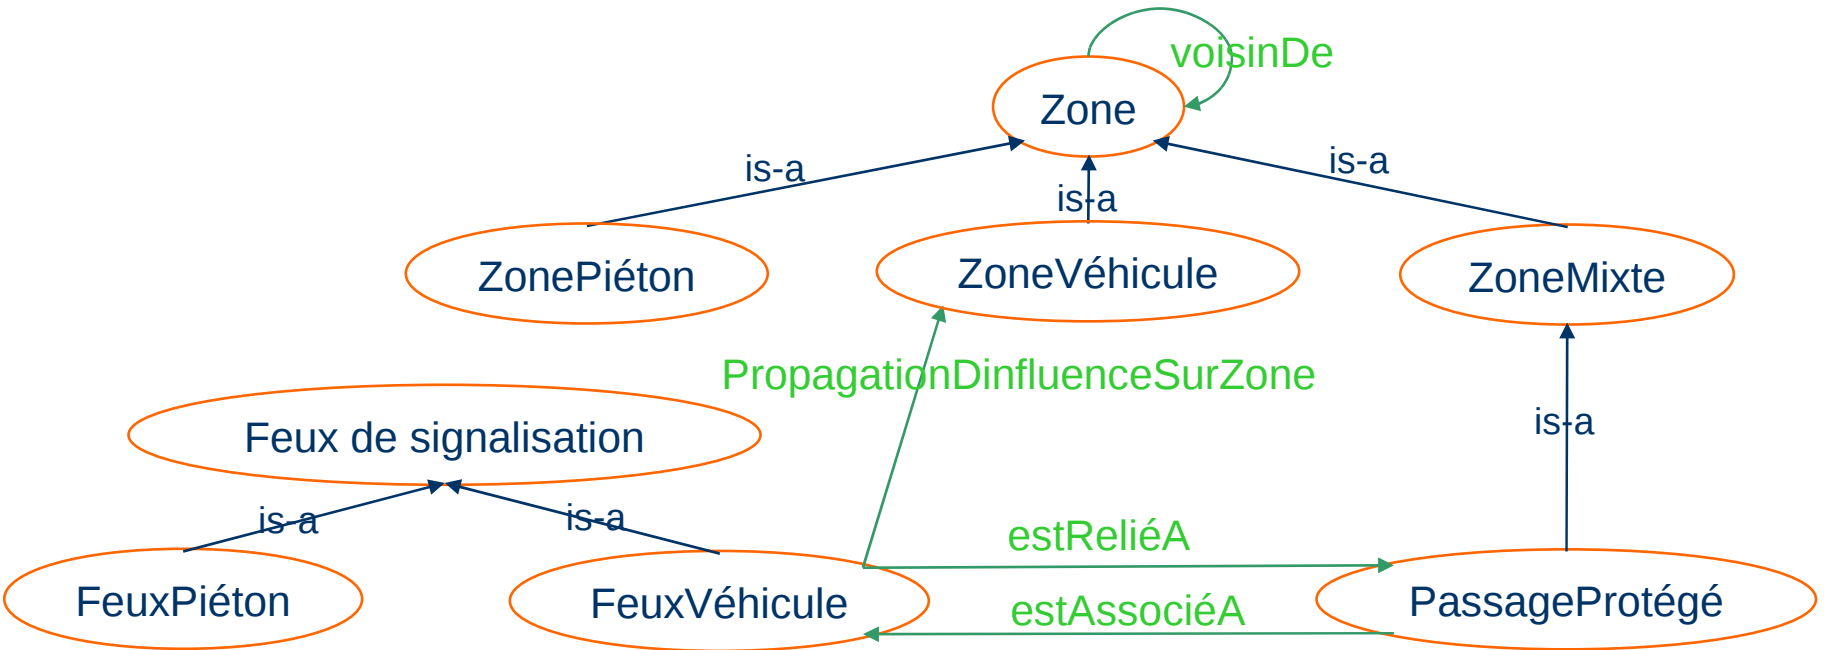 voisinDe
Zone
is-a
is-a
is-a
ZonePiéton
ZoneVéhicule
ZoneMixte
PropagationDinfluenceSurZone
Feux de signalisation
is-a
is-a
is-a
estReliéA
FeuxPiéton
FeuxVéhicule
estAssociéA
PassageProtégé